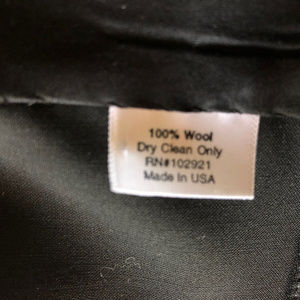 100% Wool
Dry Clean Only
RN#102921
Made In USA